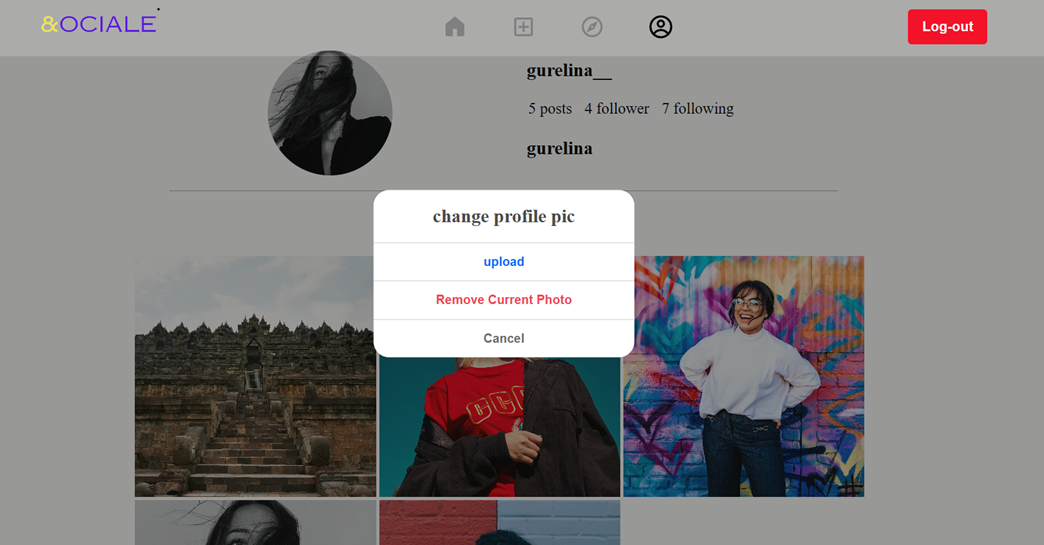 &OCIALE
Log-out
gurelina__
5 posts 4 follower 7 following
gurelina
change profile pic
upload
Remove Current Photo
Cancel